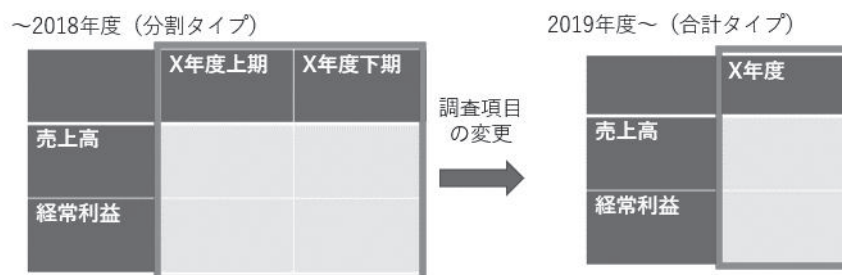 ～2018年度（分割タイプ）
X年度上期 X年度下期
売上高
経常利益
調査項目
の変更
2019年度～（合計タイプ）
X年度
売上高
経常利益